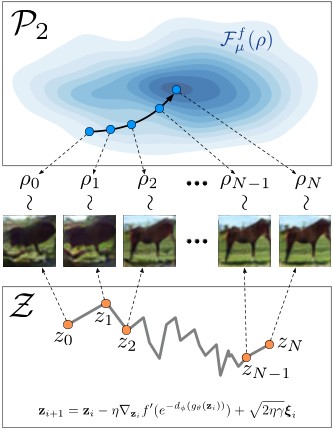 𝒫₂
ℱ_μ^f(ρ)
ρ₀ ρ₁ ρ₂ ••• ρ_{N−1} ρ_N
≀ ≀ ≀ ≀ ≀
•••
𝒵
z₀ z₁ z₂ z_{N−1} z_N
𝐳_{i+1} = 𝐳_i − η∇_{𝐳_i} f′(e^{−d_ϕ(g_θ(𝐳_i))}) + √(2ηγ) 𝛏_i